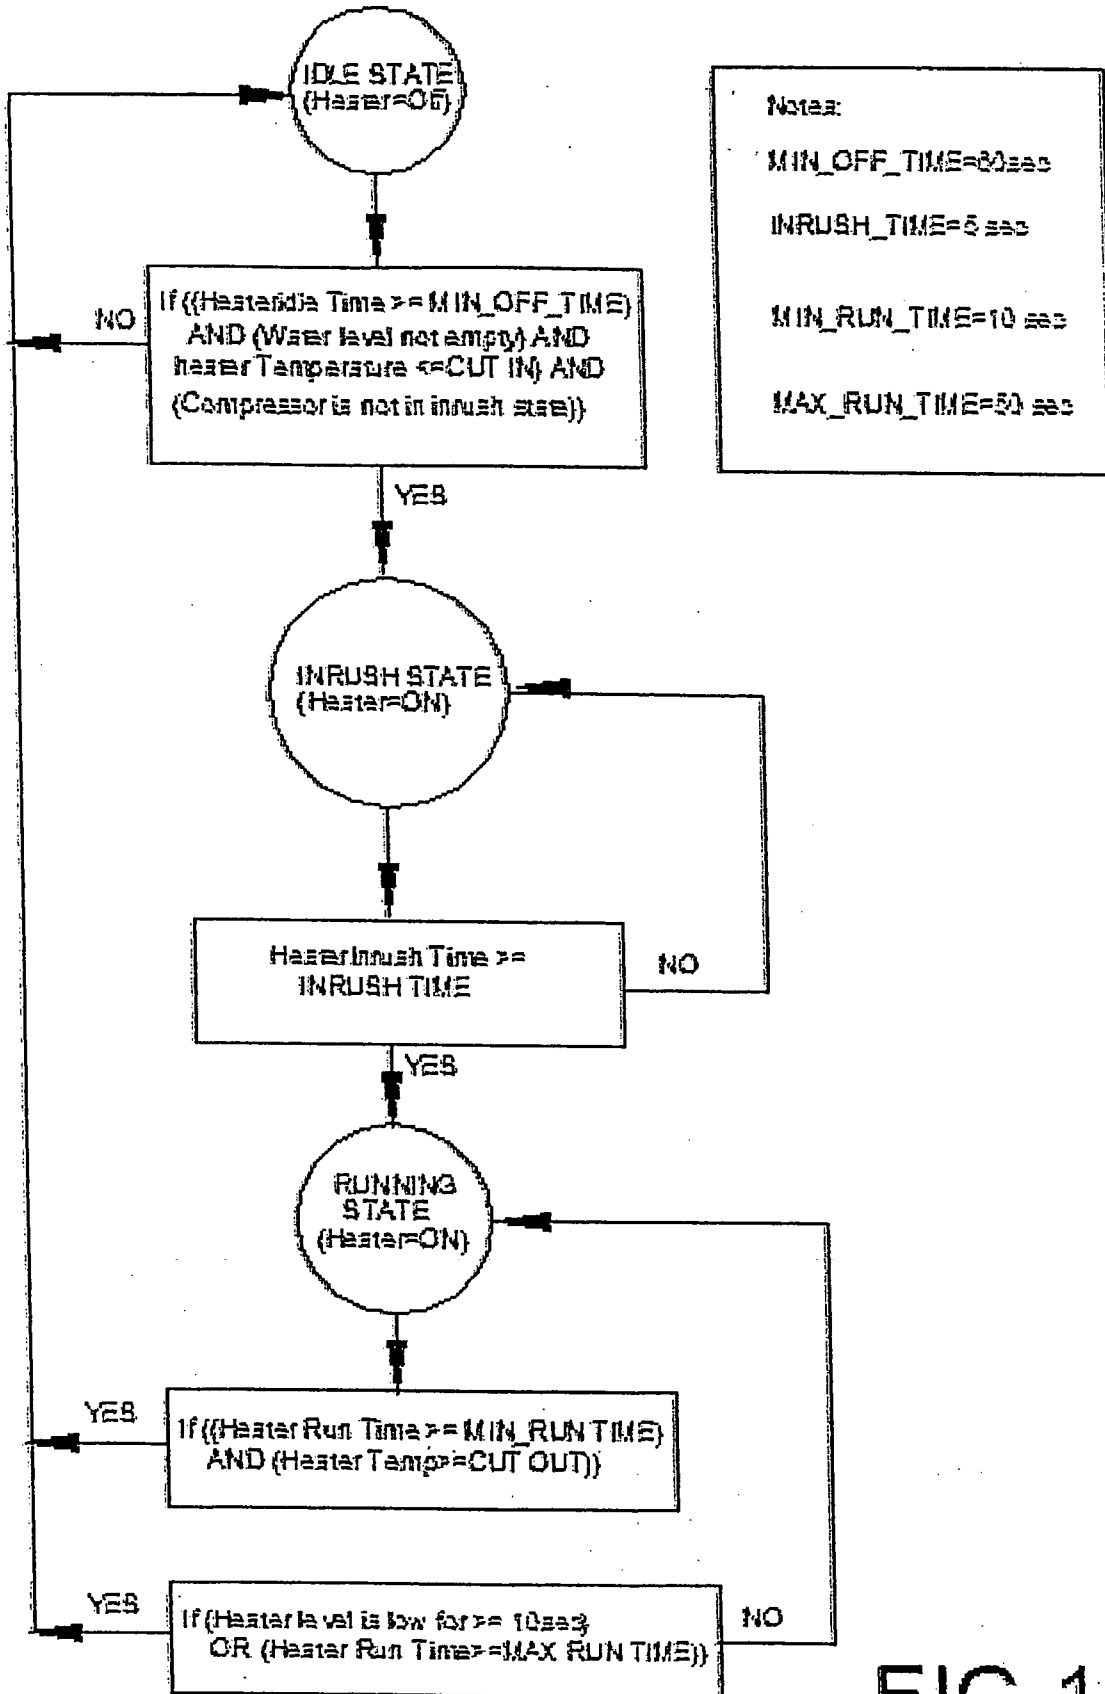 IDLE STATE
(Heater=Off)
Notes:
MIN_OFF_TIME=60sec
INRUSH_TIME=5 sec
MIN_RUN_TIME=10 sec
MAX_RUN_TIME=50 sec
NO
If ((HeaterIdle Time >= MIN_OFF_TIME)
AND (Water level not empty) AND
heater Temperature <=CUT IN) AND
(Compressor is not in inrush state))
YES
INRUSH STATE
(Heater=ON)
HeaterInrush Time >=
INRUSH TIME
NO
YES
RUNNING
STATE
(Heater=ON)
YES
If ((Heater Run Time >= MIN_RUN TIME)
AND (Heater Temp>=CUT OUT))
YES
If (Heater level is low for >= 10sec)
OR (Heater Run Time>=MAX RUN TIME))
NO
FIG. 1